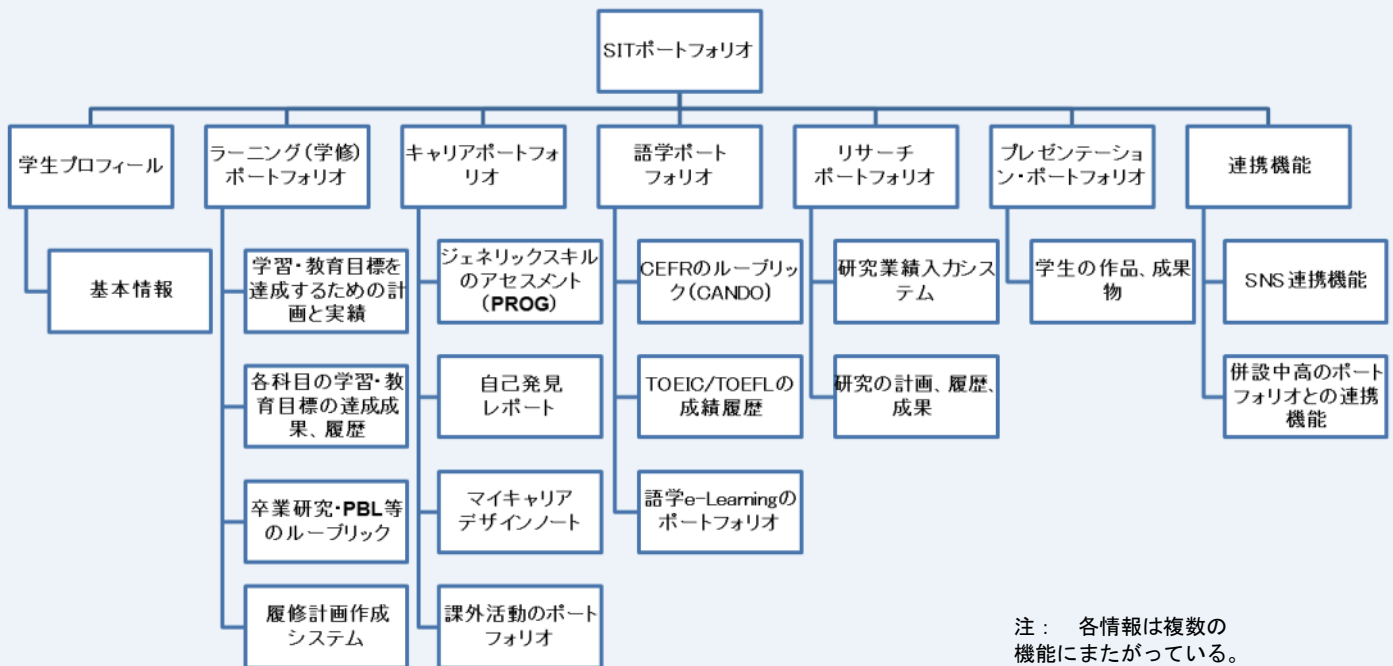 SITポートフォリオ
学生プロフィール
ラーニング(学修)
ポートフォリオ
キャリアポートフォ
リオ
語学ポート
フォリオ
リサーチ
ポートフォリオ
プレゼンテーショ
ン・ポートフォリオ
連携機能
基本情報
学習・教育目標を
達成するための計
画と実績
各科目の学習・教
育目標の達成成
果、履歴
卒業研究・PBL等
のルーブリック
履修計画作成
システム
ジェネリックスキル
のアセスメント
(PROG)
自己発見
レポート
マイキャリア
デザインノート
課外活動のポート
フォリオ
CEFRのルーブリッ
ク(CANDO)
TOEIC/TOEFLの
成績履歴
語学e-Learningの
ポートフォリオ
研究業績入力シス
テム
研究の計画、履歴、
成果
学生の作品、成果
物
SNS連携機能
併設中高のポート
フォリオとの連携
機能
注： 各情報は複数の
機能にまたがっている。